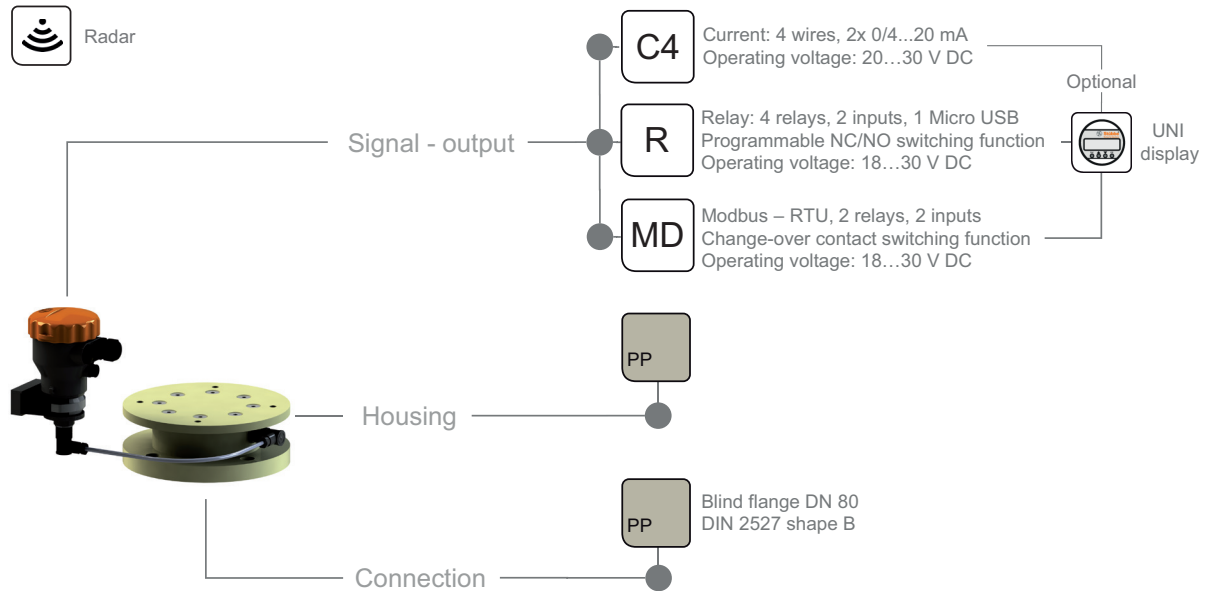 Radar
C4
Current: 4 wires, 2x 0/4...20 mA
Operating voltage: 20…30 V DC
Optional
Signal - output
R
Relay: 4 relays, 2 inputs, 1 Micro USB
Programmable NC/NO switching function
Operating voltage: 18…30 V DC
UNI
display
MD
Modbus – RTU, 2 relays, 2 inputs
Change-over contact switching function
Operating voltage: 18…30 V DC
PP
Housing
PP
Blind flange DN 80
DIN 2527 shape B
Connection